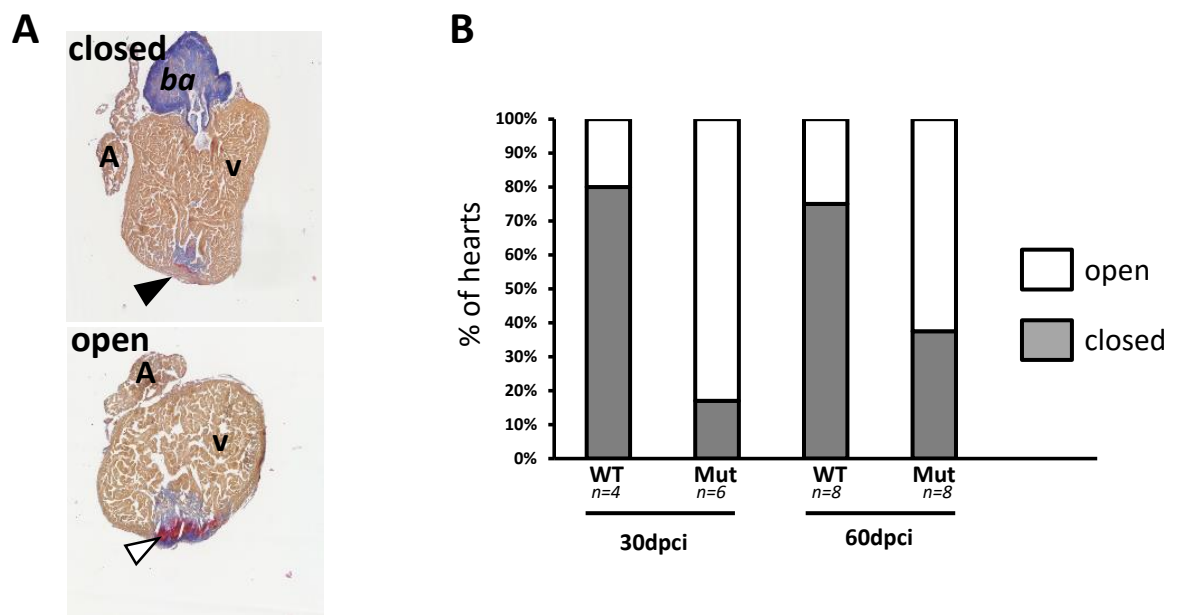 A
closed
ba
A
v
open
A
v
B
% of hearts
100%
90%
80%
70%
60%
50%
40%
30%
20%
10%
0%
WT
n=4
Mut
n=6
WT
n=8
Mut
n=8
30dpci
60dpci
open
closed